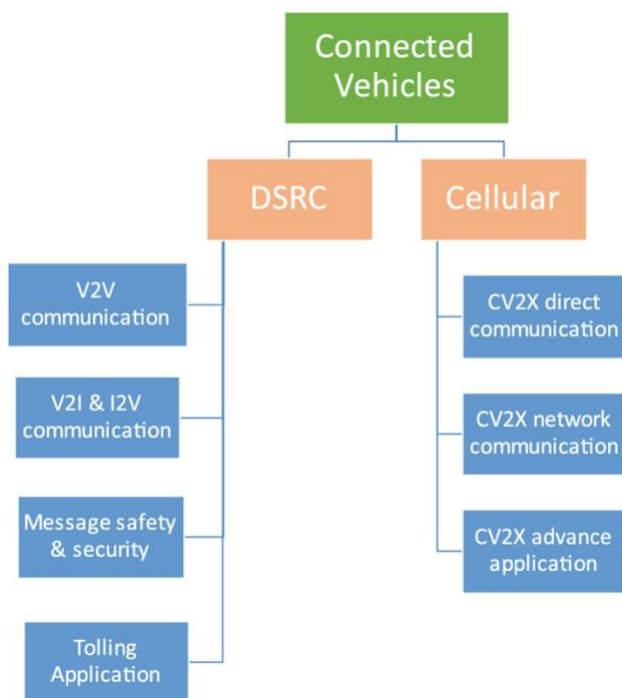 Connected
Vehicles
DSRC
Cellular
V2V
communication
V2I & I2V
communication
Message safety
& security
Tolling
Application
CV2X direct
communication
CV2X network
communication
CV2X advance
application